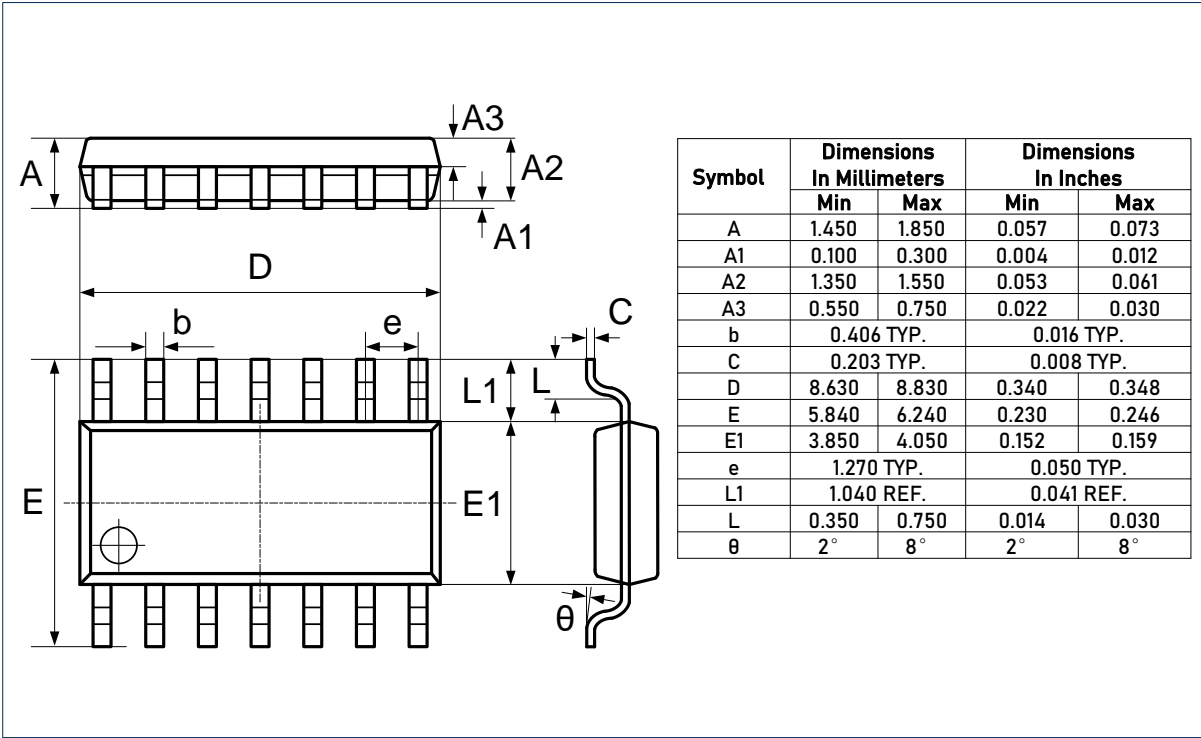 A3
A
A2
A1
D
b
e
C
L1
L
E
E1
θ
Symbol Dimensions In Millimeters Dimensions In Inches
Min Max Min Max
A 1.450 1.850 0.057 0.073
A1 0.100 0.300 0.004 0.012
A2 1.350 1.550 0.053 0.061
A3 0.550 0.750 0.022 0.030
b 0.406 TYP. 0.016 TYP.
C 0.203 TYP. 0.008 TYP.
D 8.630 8.830 0.340 0.348
E 5.840 6.240 0.230 0.246
E1 3.850 4.050 0.152 0.159
e 1.270 TYP. 0.050 TYP.
L1 1.040 REF. 0.041 REF.
L 0.350 0.750 0.014 0.030
θ 2° 8° 2° 8°